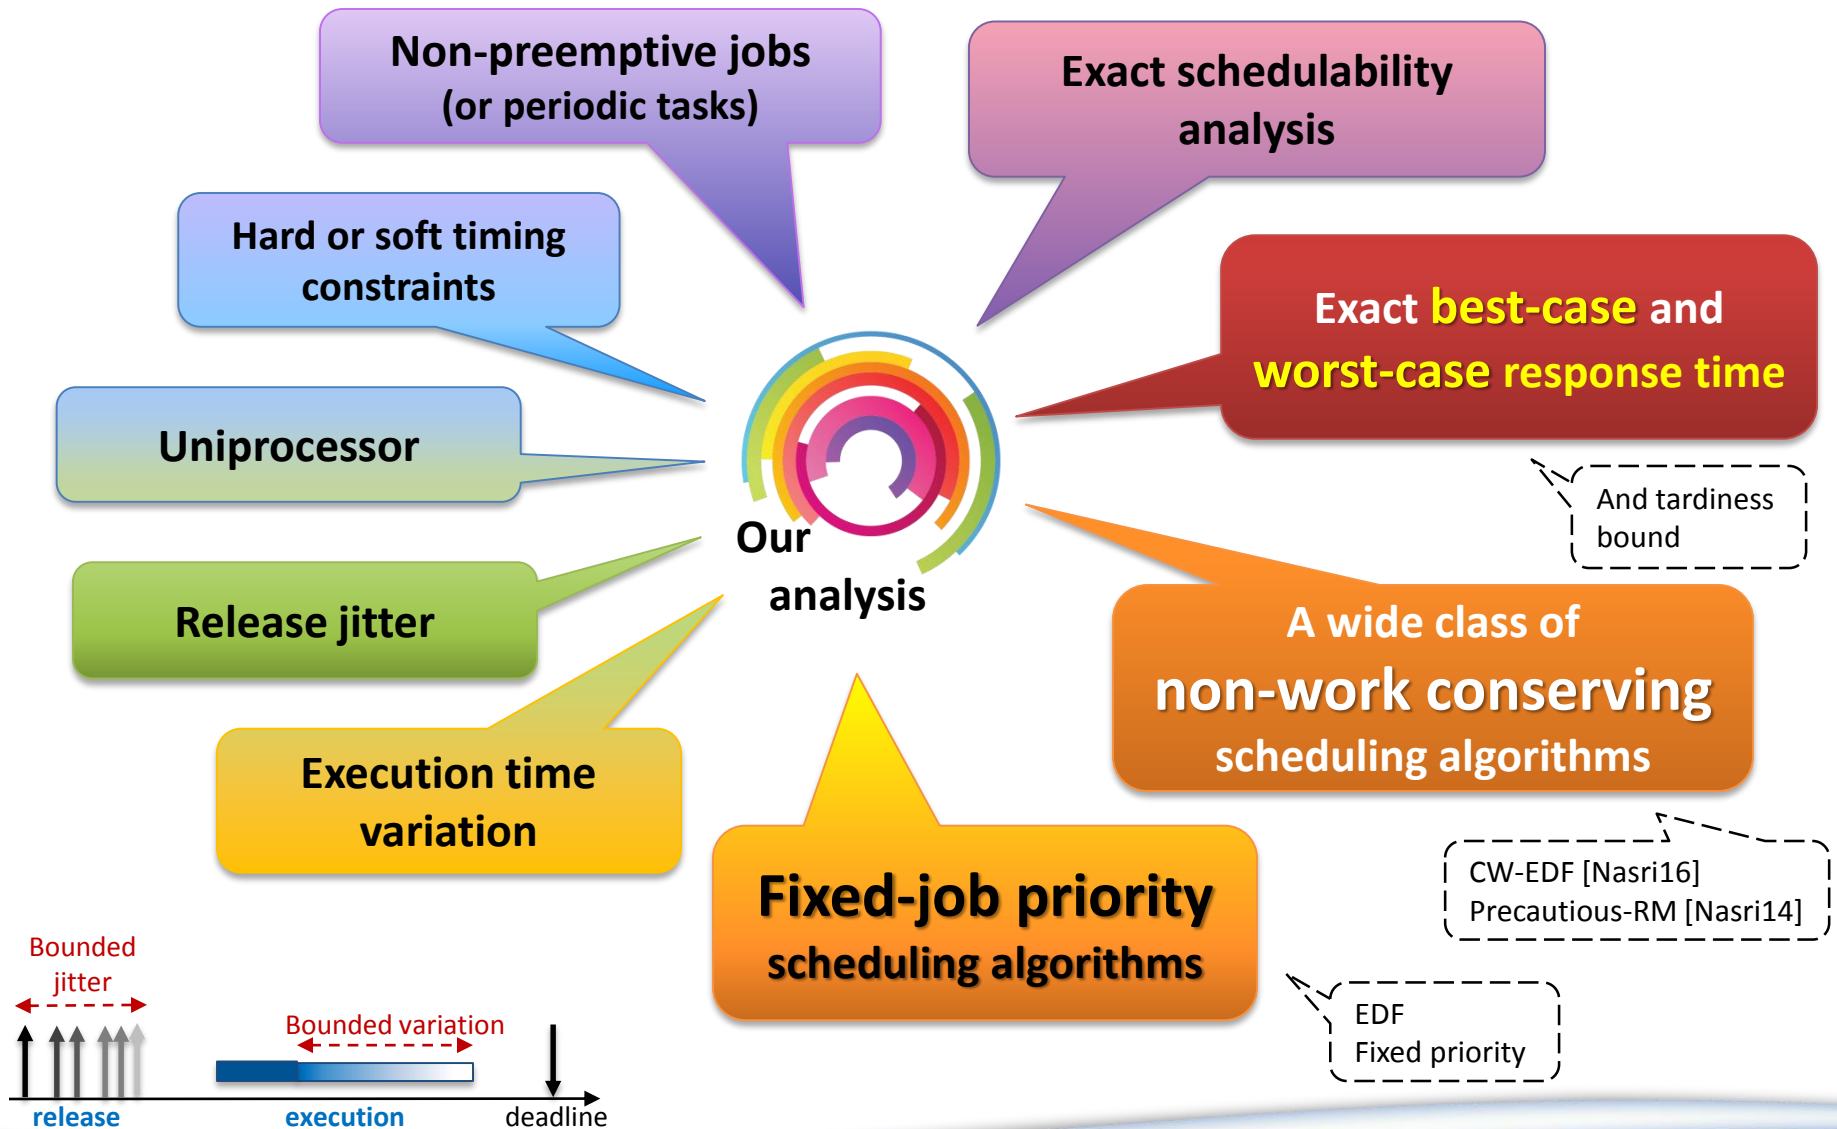 Non-preemptive jobs
(or periodic tasks)
Exact schedulability
analysis
Hard or soft timing
constraints
Exact best-case and
worst-case response time
Uniprocessor
And tardiness
bound
Our
analysis
Release jitter
A wide class of
non-work conserving
scheduling algorithms
Execution time
variation
CW-EDF [Nasri16]
Precautious-RM [Nasri14]
Fixed-job priority
scheduling algorithms
EDF
Fixed priority
Bounded
jitter
Bounded variation
release
execution
deadline